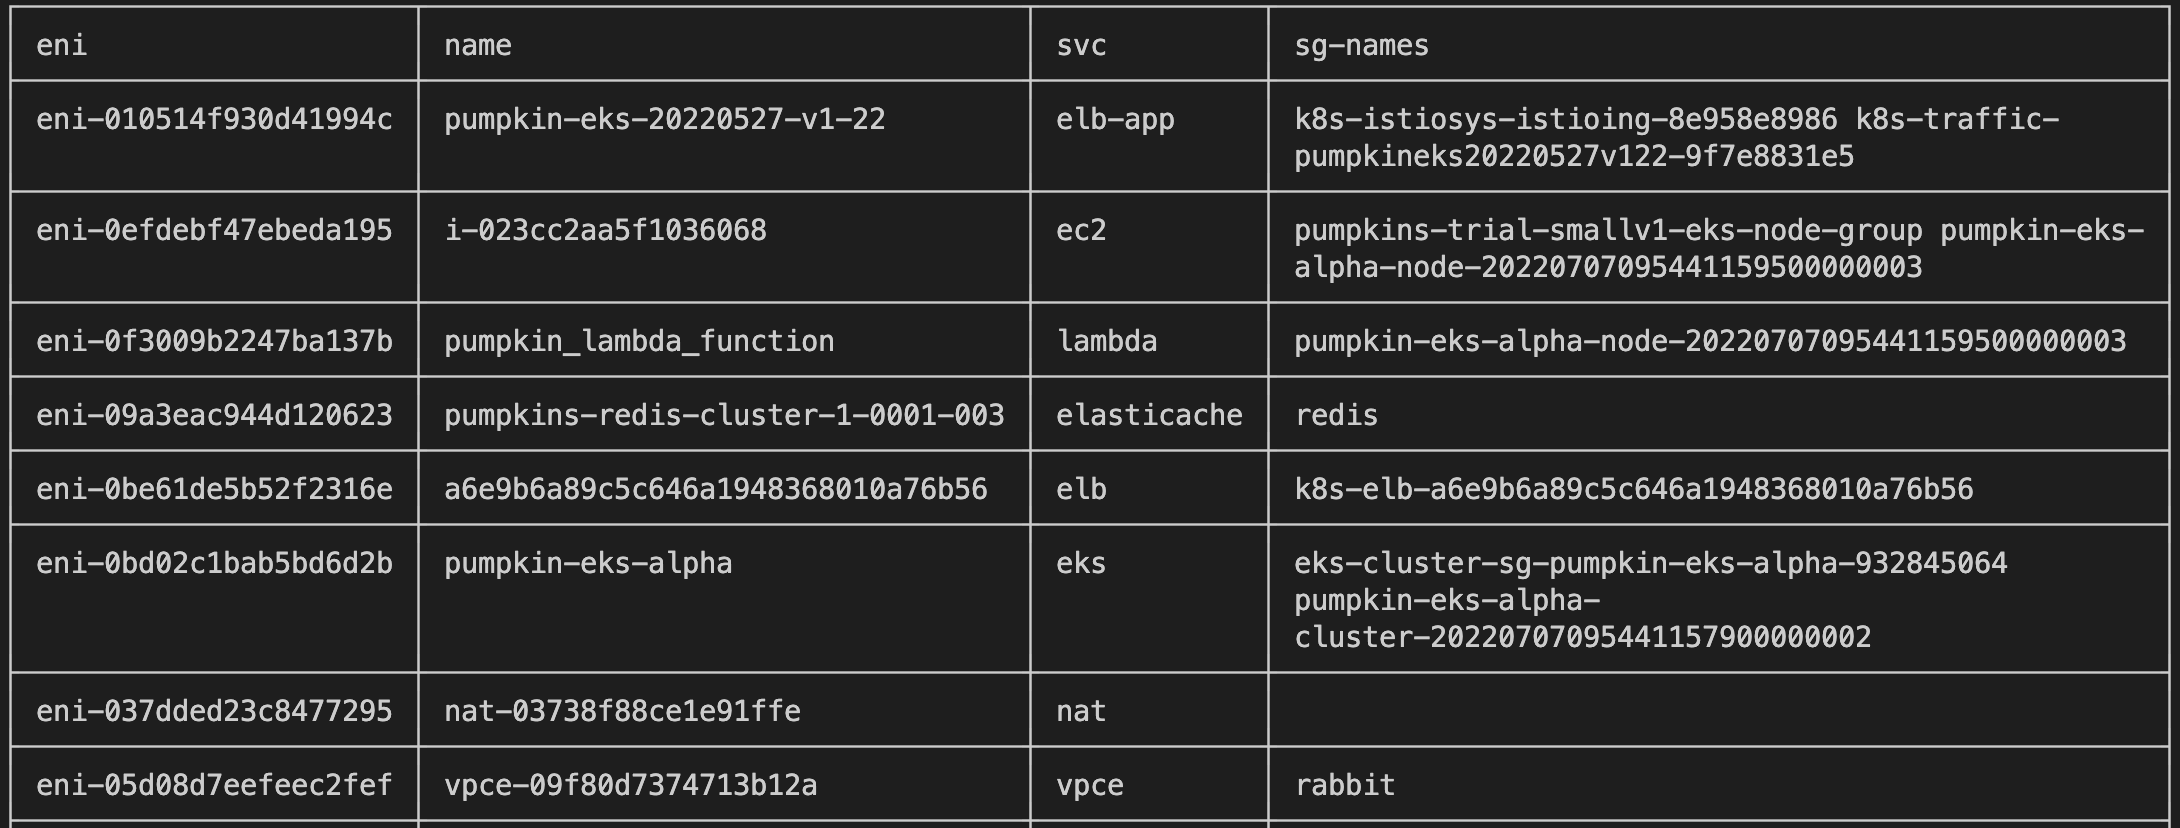 eni name svc sg-names
eni-010514f930d41994c pumpkin-eks-20220527-v1-22 elb-app k8s-istiosys-istioing-8e958e8986 k8s-traffic-
pumpkineks20220527v122-9f7e8831e5
eni-0efdebf47ebeda195 i-023cc2aa5f1036068 ec2 pumpkins-trial-smallv1-eks-node-group pumpkin-eks-
alpha-node-20220707095441159500000003
eni-0f3009b2247ba137b pumpkin_lambda_function lambda pumpkin-eks-alpha-node-20220707095441159500000003
eni-09a3eac944d120623 pumpkins-redis-cluster-1-0001-003 elasticache redis
eni-0be61de5b52f2316e a6e9b6a89c5c646a1948368010a76b56 elb k8s-elb-a6e9b6a89c5c646a1948368010a76b56
eni-0bd02c1bab5bd6d2b pumpkin-eks-alpha eks eks-cluster-sg-pumpkin-eks-alpha-932845064
pumpkin-eks-alpha-
cluster-20220707095441157900000002
eni-037dded23c8477295 nat-03738f88ce1e91ffe nat
eni-05d08d7eefeec2fef vpce-09f80d7374713b12a vpce rabbit